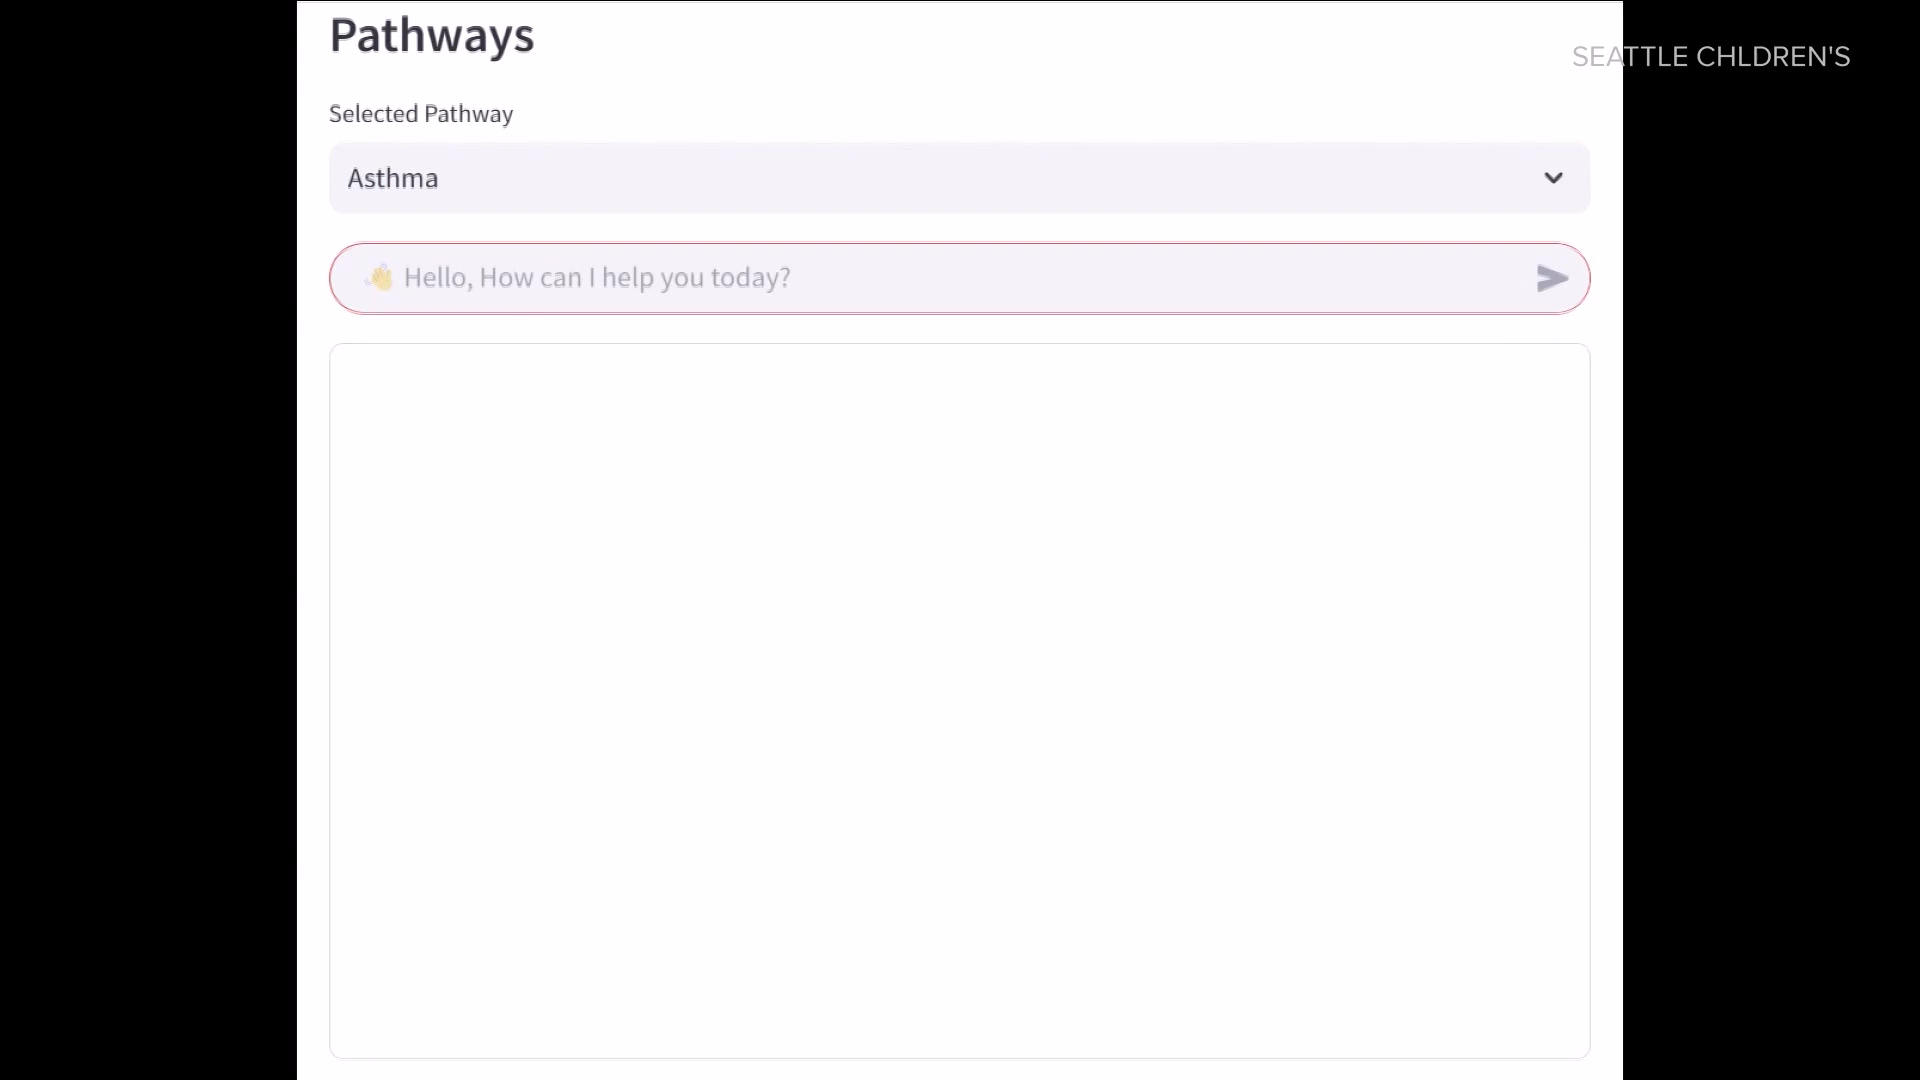 Pathways
SEATTLE CHLDREN'S
Selected Pathway
Asthma
👋 Hello, How can I help you today?